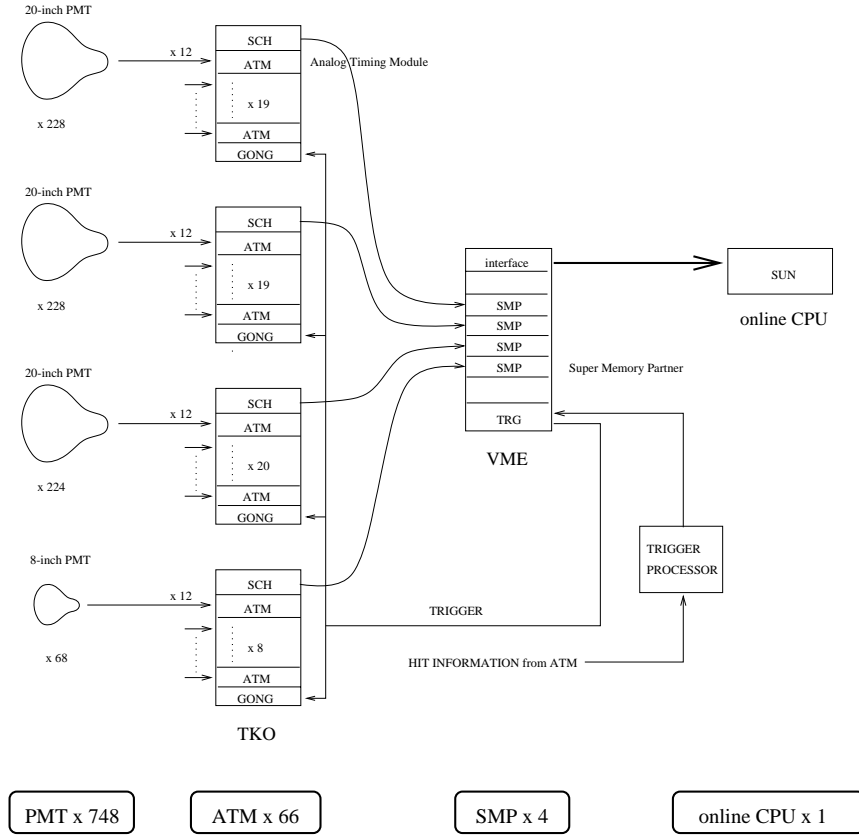 20-inch PMT
x 228
x 12
SCH
ATM
x 19
ATM
GONG
Analog Timing Module
20-inch PMT
x 228
x 12
SCH
ATM
x 19
ATM
GONG
20-inch PMT
x 224
x 12
SCH
ATM
x 20
ATM
GONG
8-inch PMT
x 68
x 12
SCH
ATM
x 8
ATM
GONG
TKO
interface
SMP
SMP
SMP
SMP
TRG
VME
Super Memory Partner
SUN
online CPU
TRIGGER
PROCESSOR
TRIGGER
HIT INFORMATION from ATM
PMT x 748
ATM x 66
SMP x 4
online CPU x 1